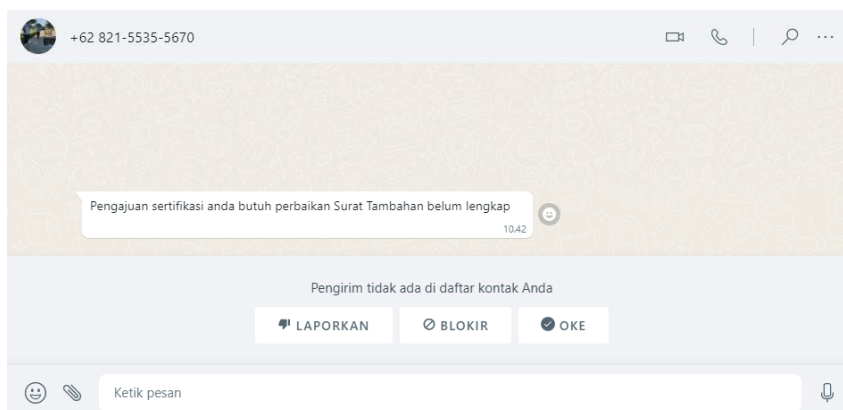 +62 821-5535-5670
Pengajuan sertifikasi anda butuh perbaikan Surat Tambahan belum lengkap
10.42
Pengirim tidak ada di daftar kontak Anda
LAPORKAN
BLOKIR
OKE
Ketik pesan